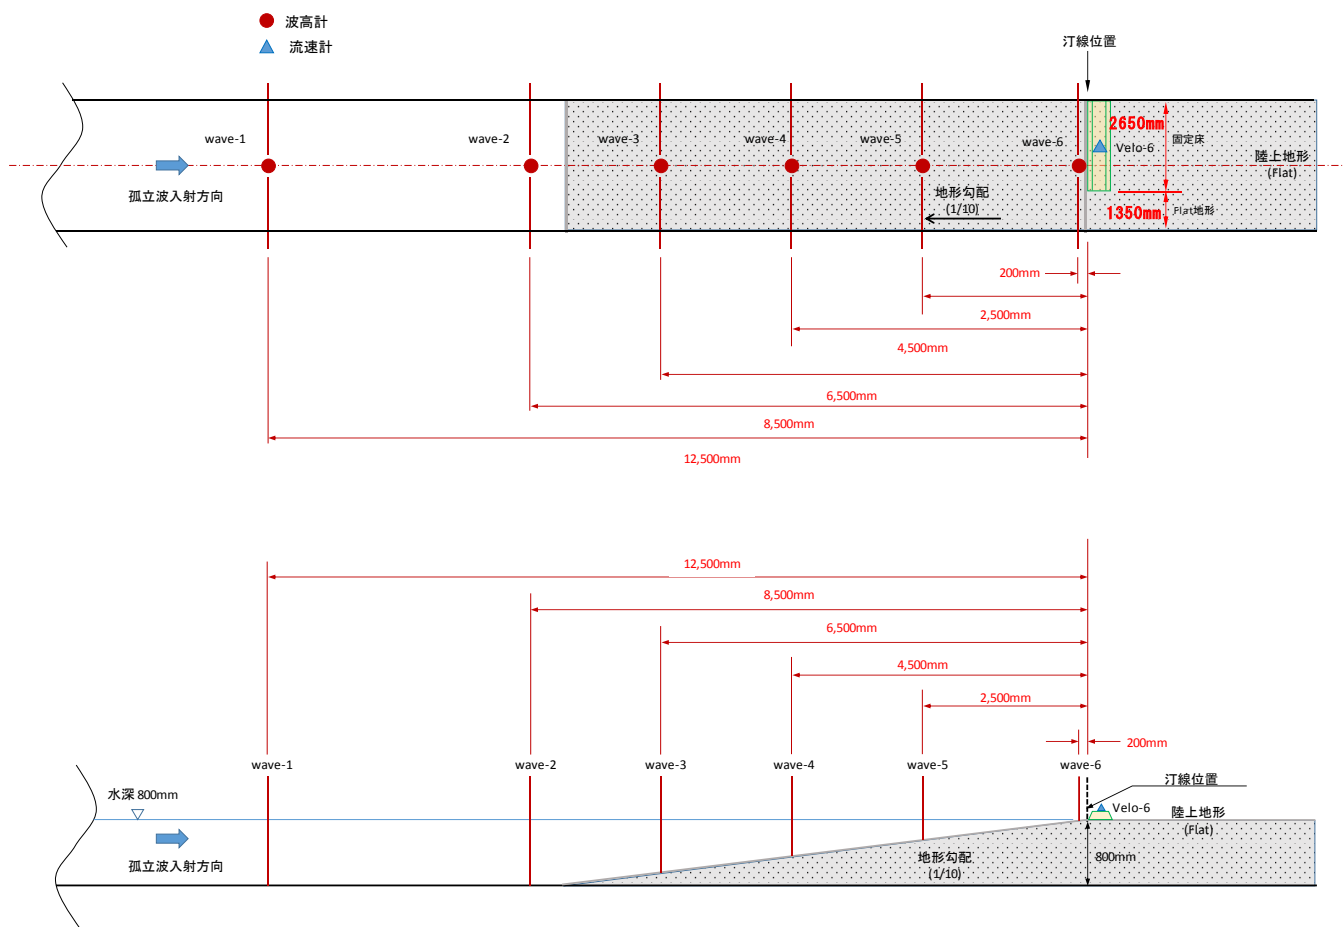 波高計
流速計
汀線位置
wave-1
wave-2
wave-3
wave-4
wave-5
wave-6
2650mm
固定床
Velo-6
陸上地形
(Flat)
孤立波入射方向
地形勾配
(1/10)
1350mm
Flat地形
200mm
2,500mm
4,500mm
6,500mm
8,500mm
12,500mm
12,500mm
8,500mm
6,500mm
4,500mm
2,500mm
200mm
wave-1
wave-2
wave-3
wave-4
wave-5
wave-6
汀線位置
水深 800mm
Velo-6
陸上地形
(Flat)
孤立波入射方向
地形勾配
(1/10)
800mm